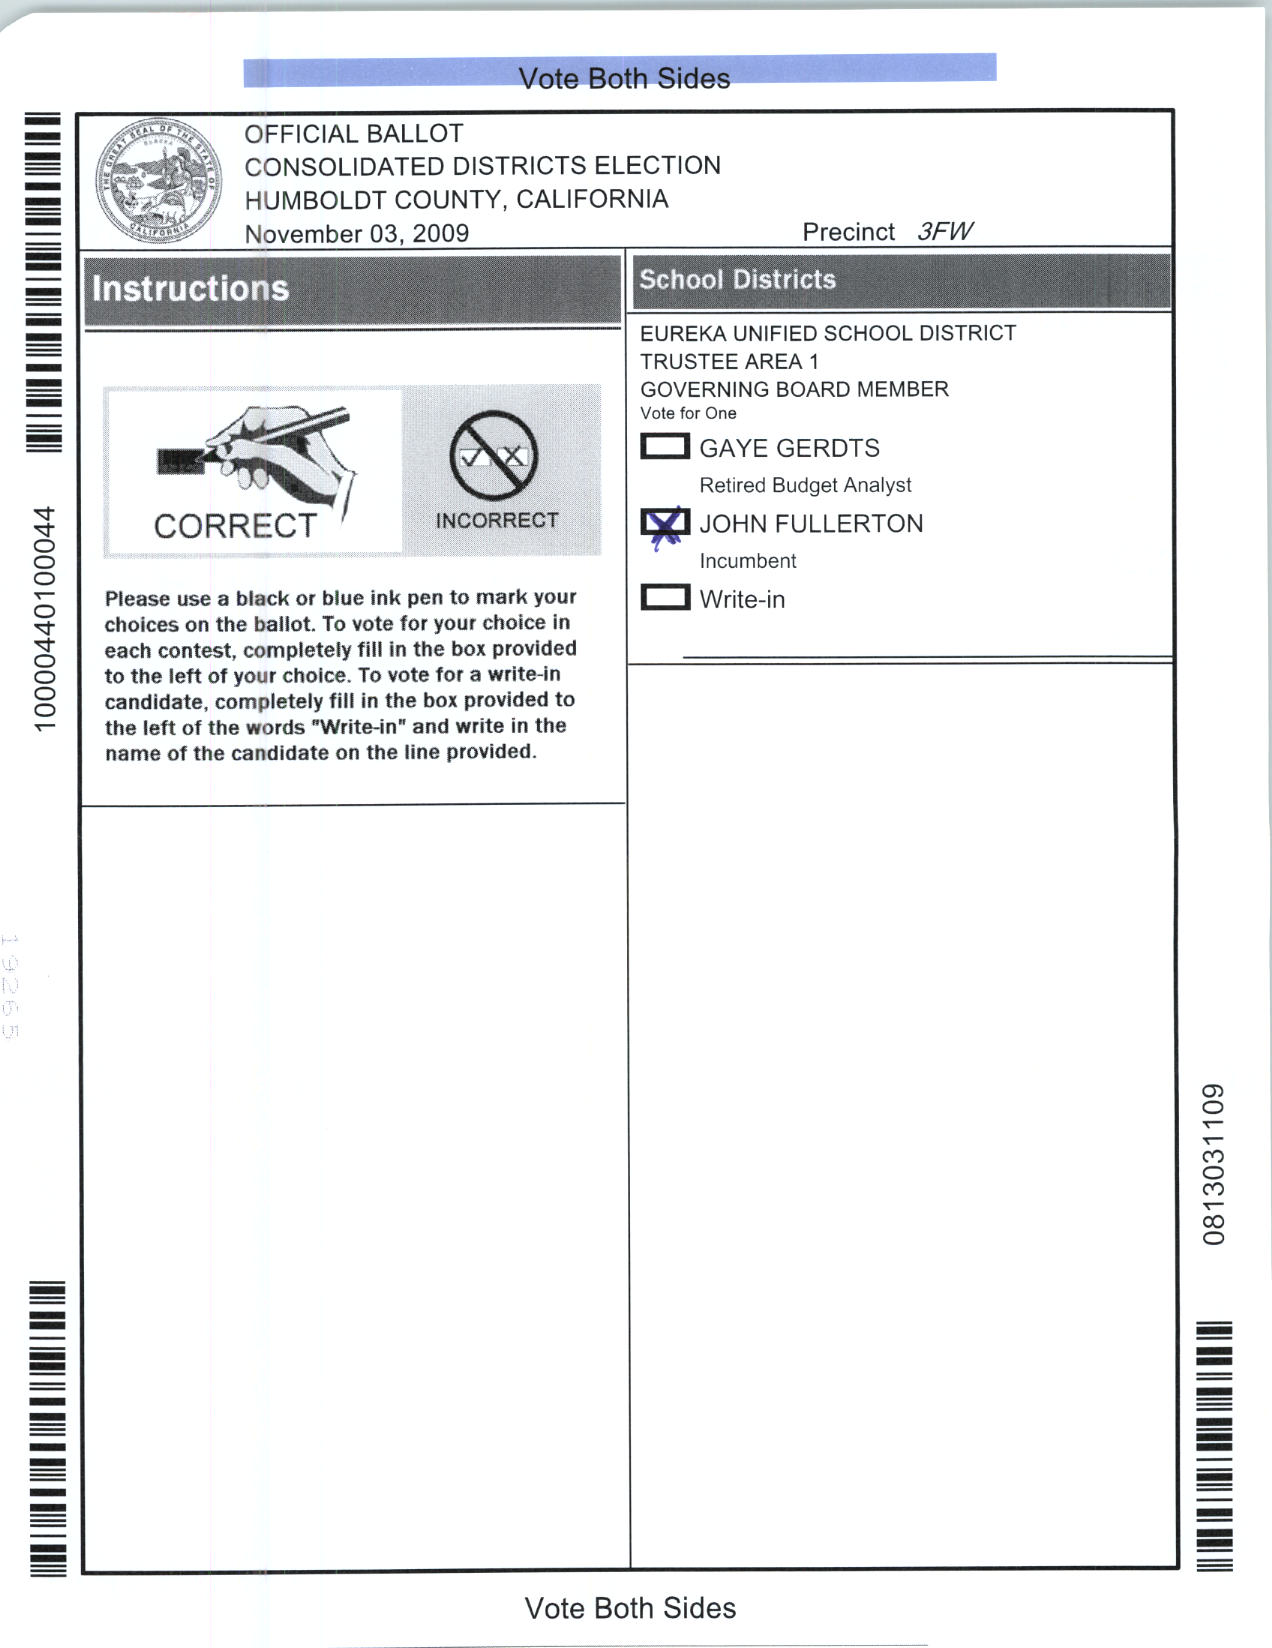 Vote Both Sides
OFFICIAL BALLOT
CONSOLIDATED DISTRICTS ELECTION
HUMBOLDT COUNTY, CALIFORNIA
November 03, 2009
Precinct 3FW
THE GREAT SEAL OF THE STATE OF CALIFORNIA
EUREKA
Instructions
CORRECT
INCORRECT
Please use a black or blue ink pen to mark your
choices on the ballot. To vote for your choice in
each contest, completely fill in the box provided
to the left of your choice. To vote for a write-in
candidate, completely fill in the box provided to
the left of the words "Write-in" and write in the
name of the candidate on the line provided.
School Districts
EUREKA UNIFIED SCHOOL DISTRICT
TRUSTEE AREA 1
GOVERNING BOARD MEMBER
Vote for One
GAYE GERDTS
Retired Budget Analyst
JOHN FULLERTON
Incumbent
Write-in
10000440100044
19265
0813031109
Vote Both Sides